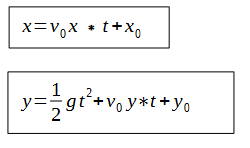 x=v₀x * t+x₀
y=½gt²+v₀y*t+y₀